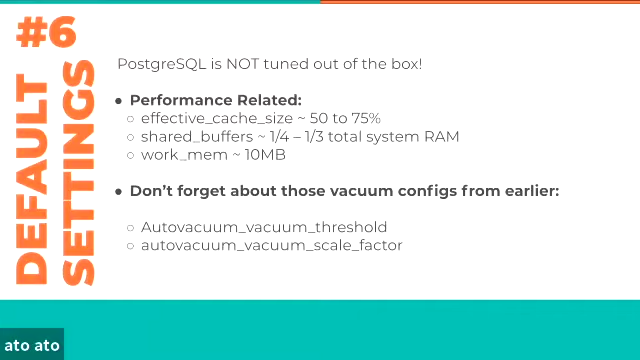 #6
DEFAULT
SETTINGS
PostgreSQL is NOT tuned out of the box!
● Performance Related:
○ effective_cache_size ~ 50 to 75%
○ shared_buffers ~ 1/4 – 1/3 total system RAM
○ work_mem ~ 10MB
● Don’t forget about those vacuum configs from earlier:
○ Autovacuum_vacuum_threshold
○ autovacuum_vacuum_scale_factor
ato ato